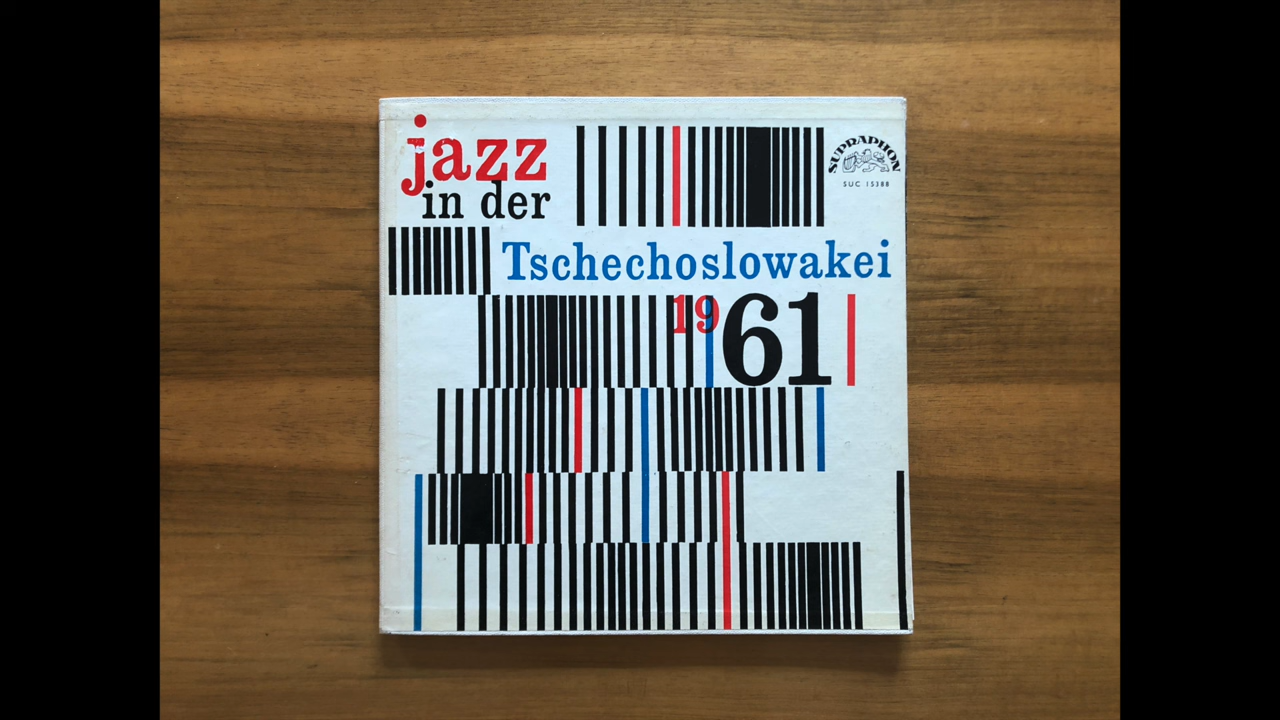 jazz
in der
SUPRAPHON
SUC 15388
Tschechoslowakei
1961